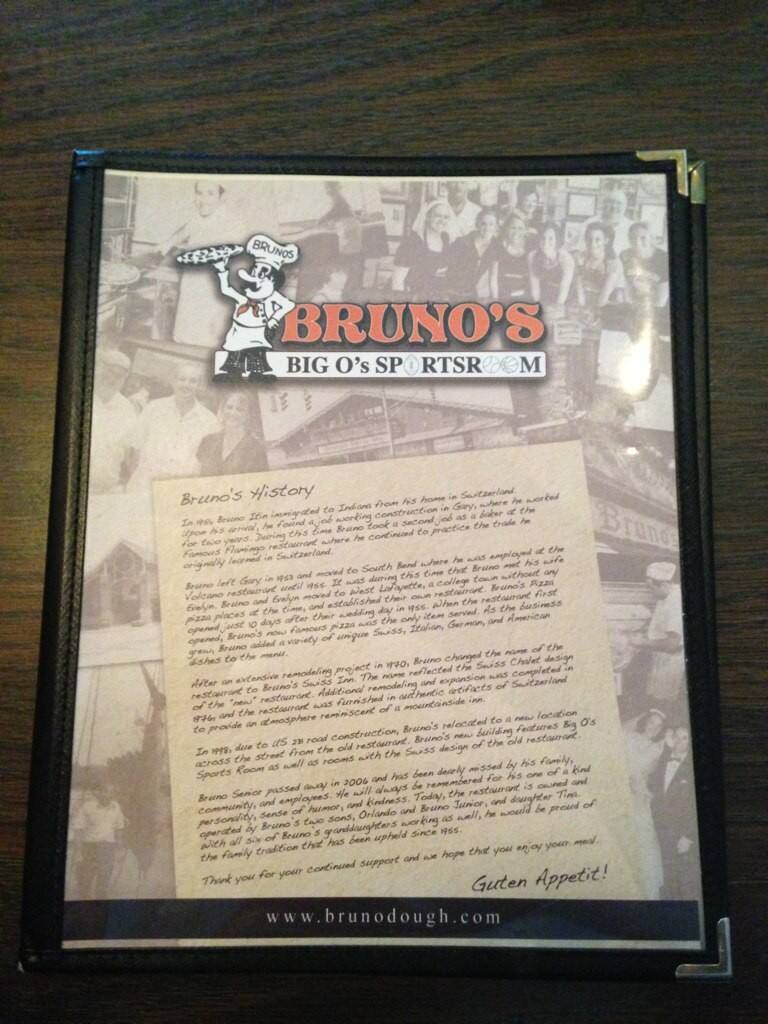 BRUNOS
BRUNO'S
BIG O's SPORTSROOM
Bruno's
Bruno's History
In 1951, Bruno Itin immigrated to Indiana from his home in Switzerland.
Upon his arrival, he found a job working construction in Gary, where he worked
for two years. During this time Bruno took a second job as a baker at the
Famous Flamingo restaurant where he continued to practice the trade he
originally learned in Switzerland.
Bruno left Gary in 1953 and moved to South Bend where he was employed at the
Volcano restaurant until 1955. It was during this time that Bruno met his wife
Evelyn. Bruno and Evelyn moved to West Lafayette, a college town without any
pizza places at the time, and established their own restaurant. Bruno's Pizza
opened just 10 days after their wedding day in 1955. When the restaurant first
opened, Bruno's now famous pizza was the only item served. As the business
grew, Bruno added a variety of unique Swiss, Italian, German, and American
dishes to the menu.
After an extensive remodeling project in 1970, Bruno changed the name of the
restaurant to Bruno's Swiss Inn. The name reflected the Swiss Chalet design
of the "new" restaurant. Additional remodeling and expansion was completed in
1976, and the restaurant was furnished in authentic artifacts of Switzerland
to provide an atmosphere reminiscent of a mountainside inn.
In 1998, due to US 231 road construction, Bruno's relocated to a new location
across the street from the old restaurant. Bruno's new building features Big O's
Sports Room as well as rooms with the Swiss design of the old restaurant.
Bruno Senior passed away in 2006 and has been dearly missed by his family,
community, and employees. He will always be remembered for his one of a kind
personality, sense of humor, and kindness. Today, the restaurant is owned and
operated by Bruno's two sons, Orlando and Bruno Junior, and daughter Tina.
With all six of Bruno's granddaughters working as well, he would be proud of
the family tradition that has been upheld since 1955.
Thank you for your continued support and we hope that you enjoy your meal.
Guten Appetit!
www.brunodough.com